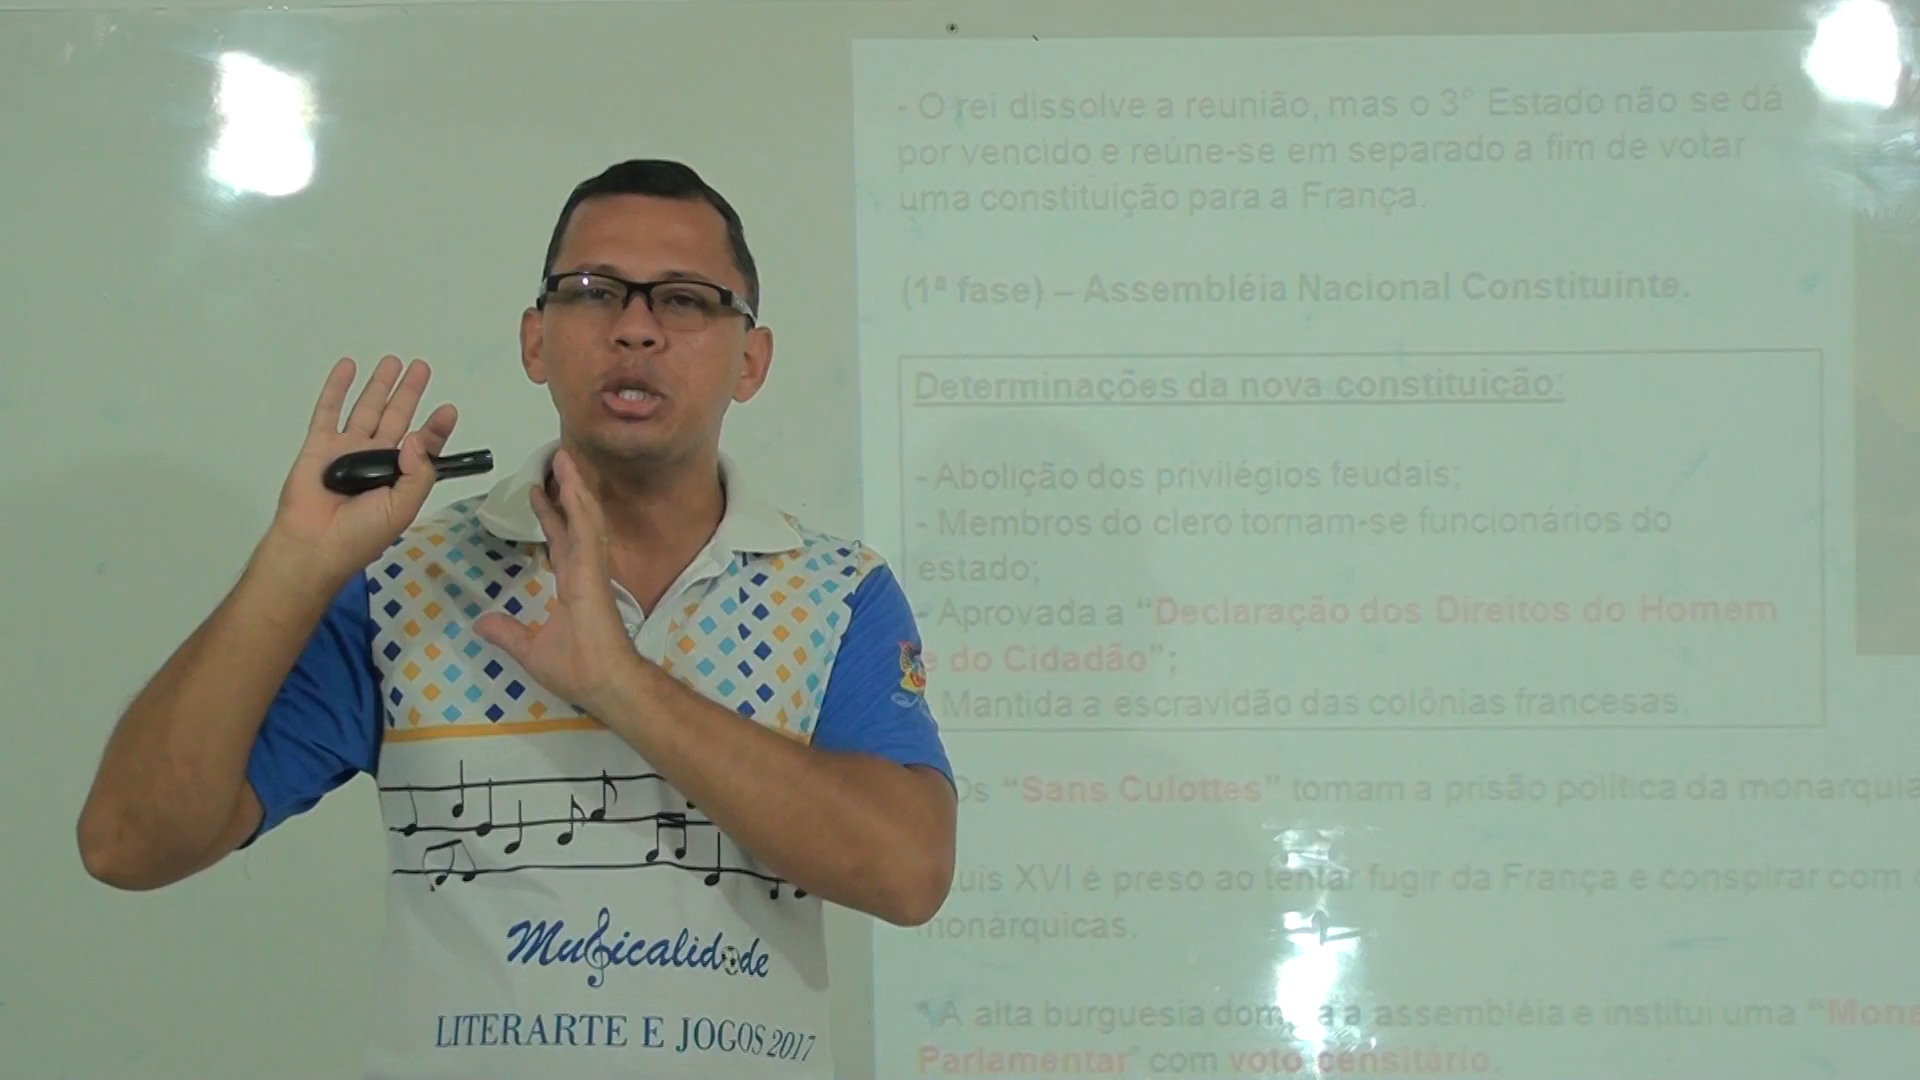 - O rei dissolve a reunião, mas o 3° Estado não se dá
por vencido e reúne-se em separado a fim de votar
uma constituição para a França.
(1ª fase) – Assembléia Nacional Constituinte.
Determinações da nova constituição:
- Abolição dos privilégios feudais;
- Membros do clero tornam-se funcionários do
estado;
- Aprovada a “Declaração dos Direitos do Homem
e do Cidadão”;
Mantida a escravidão das colônias francesas.
Os “Sans Culottes” tomam a prisão política da monarquia
Luis XVI é preso ao tentar fugir da França e conspirar com
monárquicas.
* A alta burguesia domina a assembléia e institui uma “
Parlamentar” com voto censitário.
Musicalidade
LITERARTE E JOGOS 2017